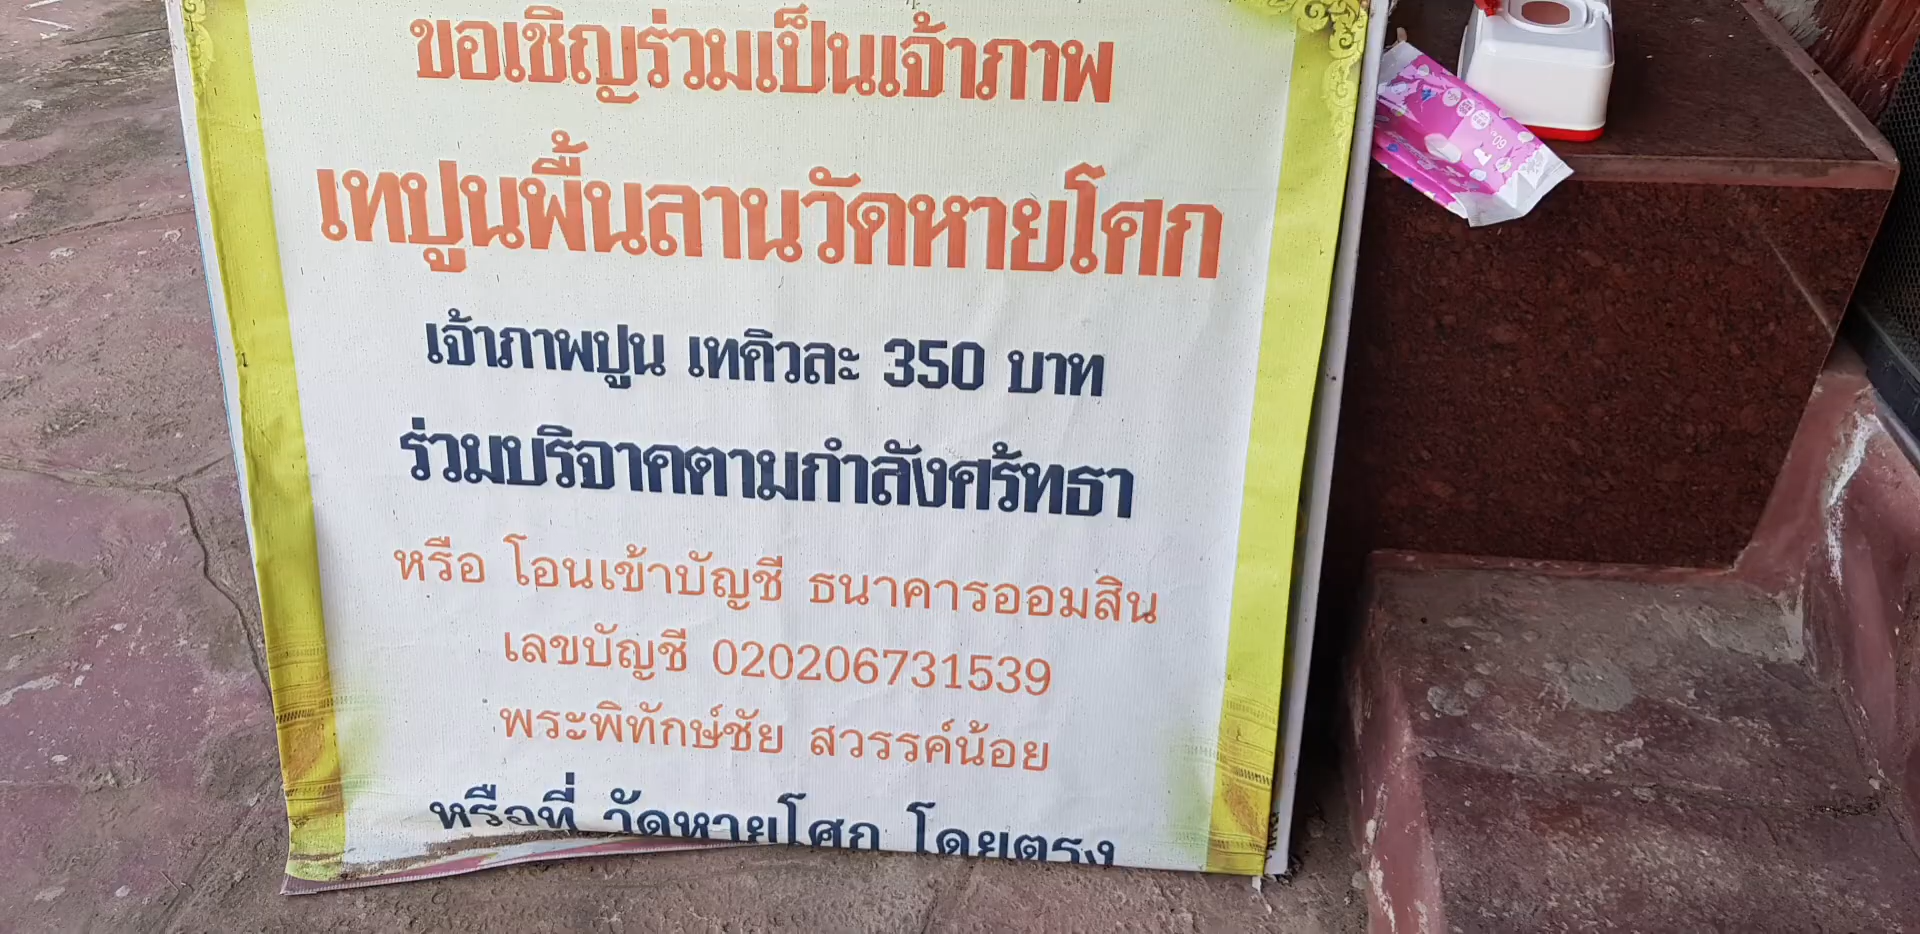 ขอเชิญร่วมเป็นเจ้าภาพ
เทปูนพื้นลานวัดหายโศก
เจ้าภาพปูน เทคิวละ 350 บาท
ร่วมบริจาคตามกำลังศรัทธา
หรือ โอนเข้าบัญชี ธนาคารออมสิน
เลขบัญชี 020206731539
พระพิทักษ์ชัย สวรรค์น้อย
หรือที่ วัดหายโศก โดยตรง